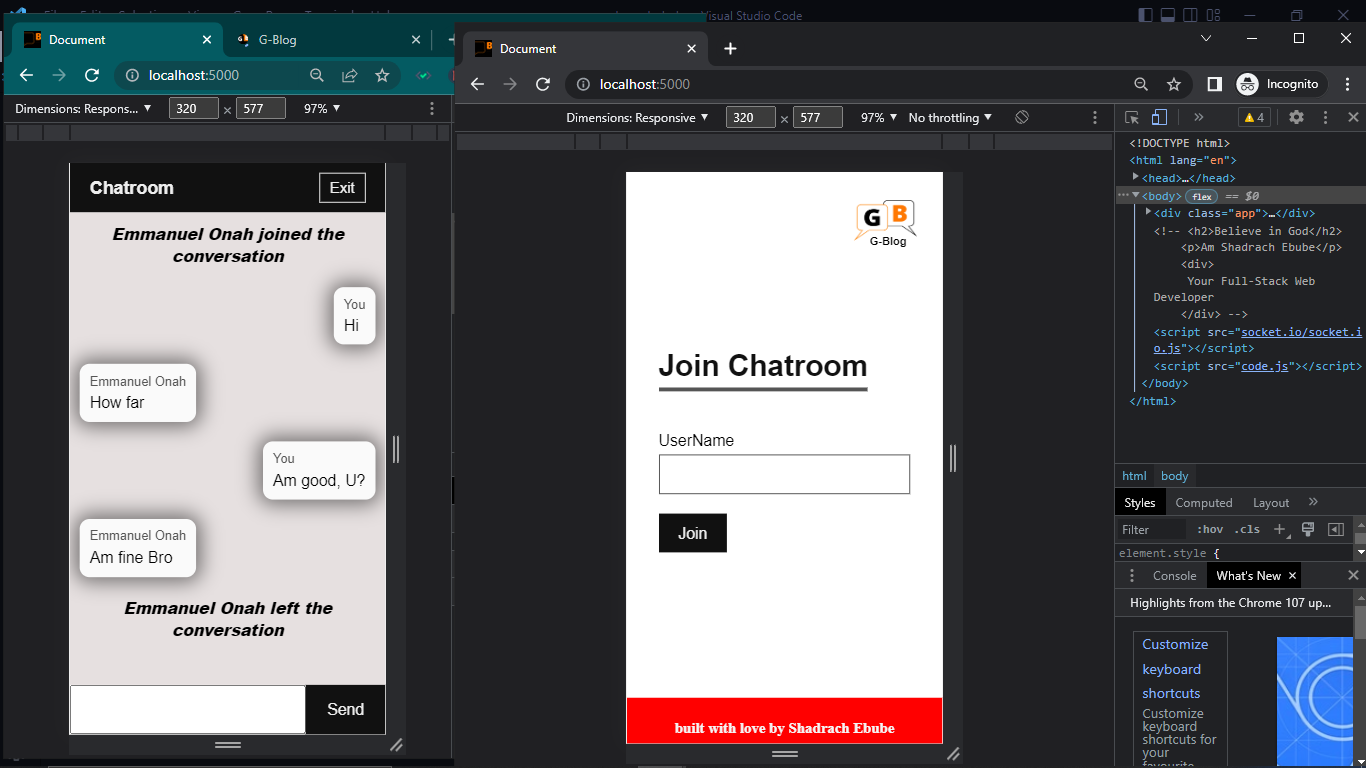 Visual Studio Code
Document
G-Blog
localhost:5000
Dimensions: Respons...
320
×
577
97%
Chatroom
Exit
Emmanuel Onah joined the
conversation
You
Hi
Emmanuel Onah
How far
You
Am good, U?
Emmanuel Onah
Am fine Bro
Emmanuel Onah left the
conversation
Send
Document
localhost:5000
Incognito
Dimensions: Responsive
320
×
577
97%
No throttling
G B
G-Blog
Join Chatroom
UserName
Join
built with love by Shadrach Ebube
4
<!DOCTYPE html>
<html lang="en">
<head>…</head>
<body> flex == $0
<div class="app">…</div>
<!-- <h2>Believe in God</h2>
<p>Am Shadrach Ebube</p>
<div>
Your Full-Stack Web
Developer
</div> -->
<script src="socket.io/socket.i
o.js"></script>
<script src="code.js"></script>
</body>
</html>
html body
Styles Computed Layout
Filter :hov .cls
element.style {
Console What's New
Highlights from the Chrome 107 up...
Customize
keyboard
shortcuts
Customize
keyboard
shortcuts for
your
favourite